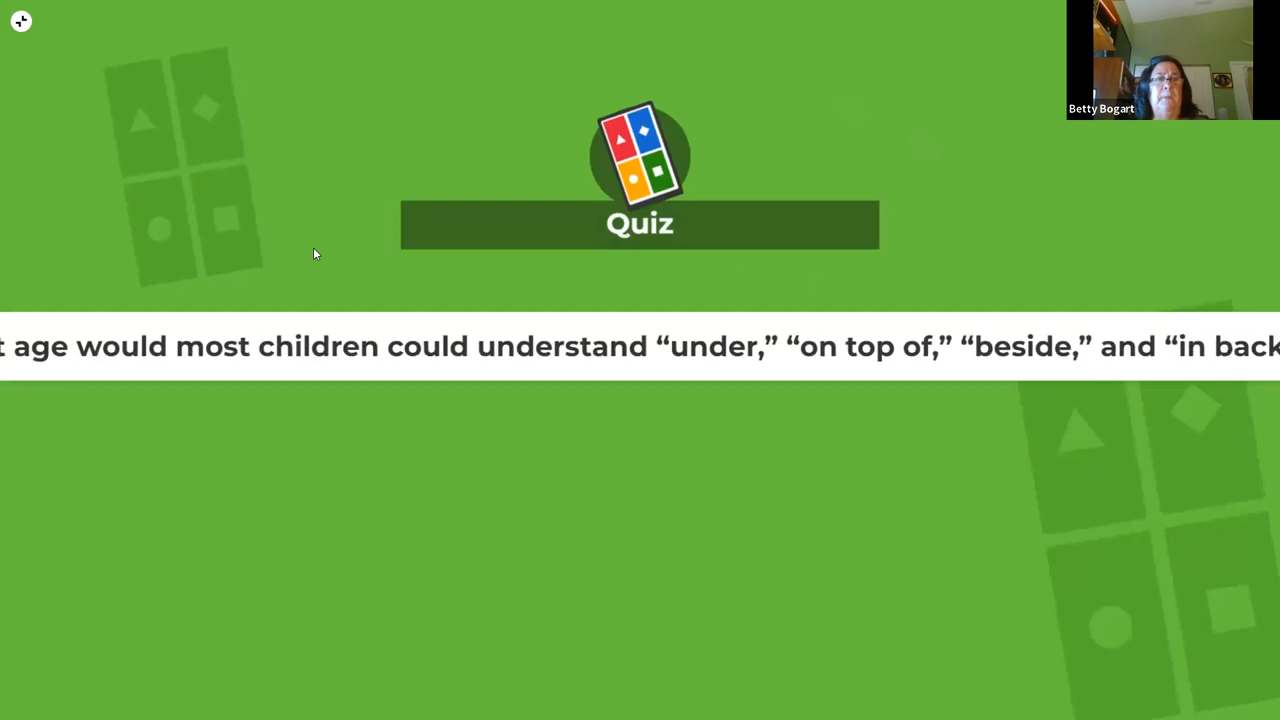 Betty Bogart
Quiz
age would most children could understand “under,” “on top of,” “beside,” and “in back